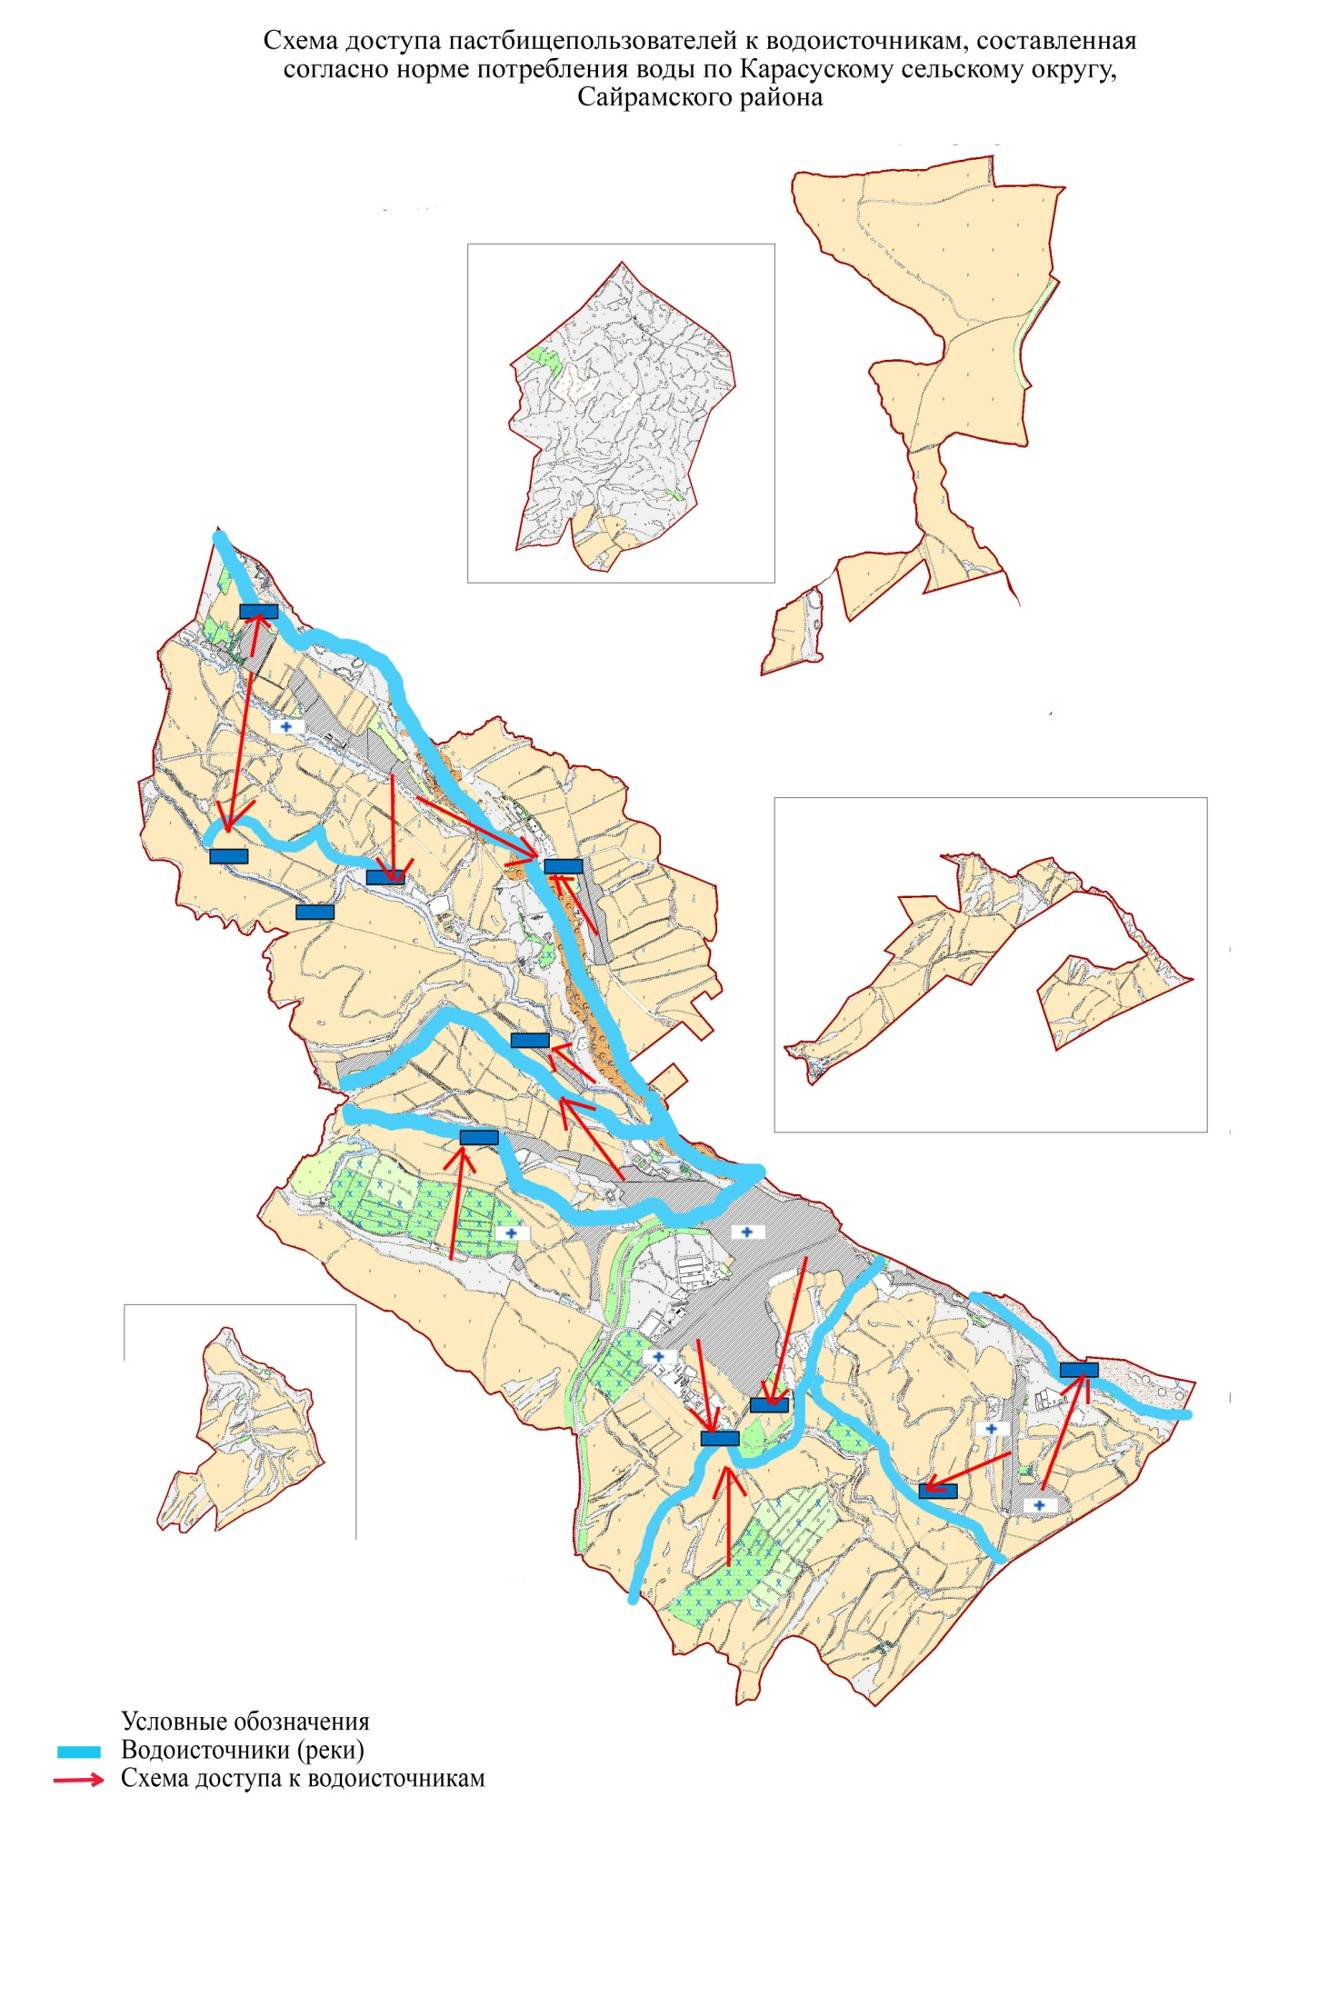 Схема доступа пастбищепользователей к водоисточникам, составленная
согласно норме потребления воды по Карасускому сельскому округу,
Сайрамского района
Условные обозначения
Водоисточники (реки)
Схема доступа к водоисточникам